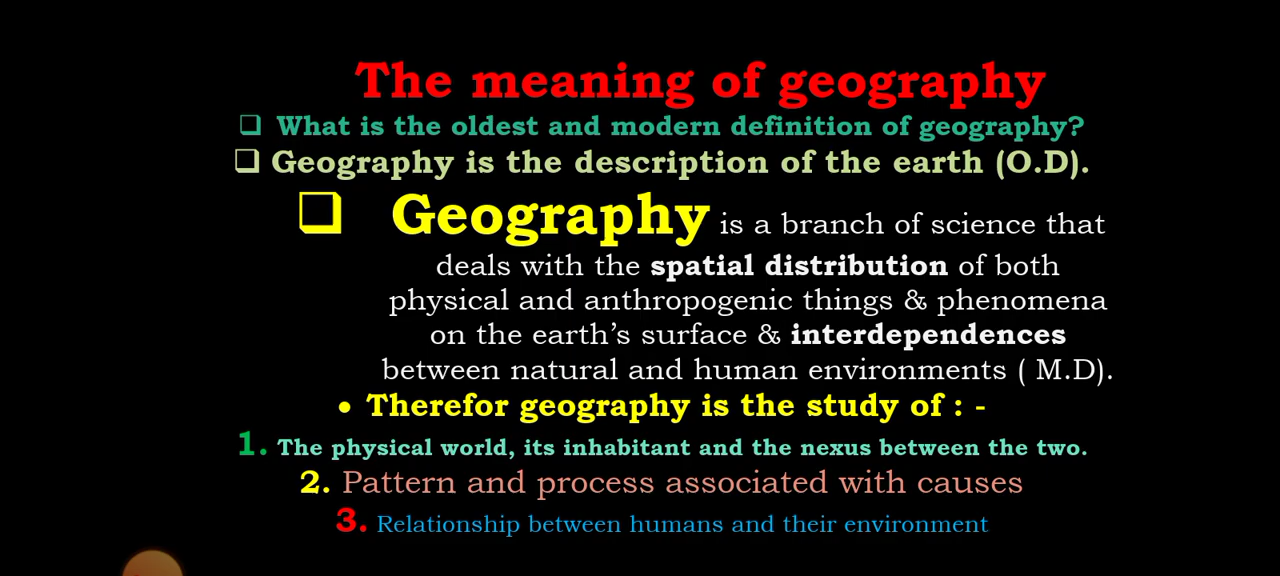 The meaning of geography
❑ What is the oldest and modern definition of geography?
❑ Geography is the description of the earth (O.D).
❑ Geography is a branch of science that
deals with the spatial distribution of both
physical and anthropogenic things & phenomena
on the earth’s surface & interdependences
between natural and human environments ( M.D).
• Therefor geography is the study of : -
1. The physical world, its inhabitant and the nexus between the two.
2. Pattern and process associated with causes
3. Relationship between humans and their environment